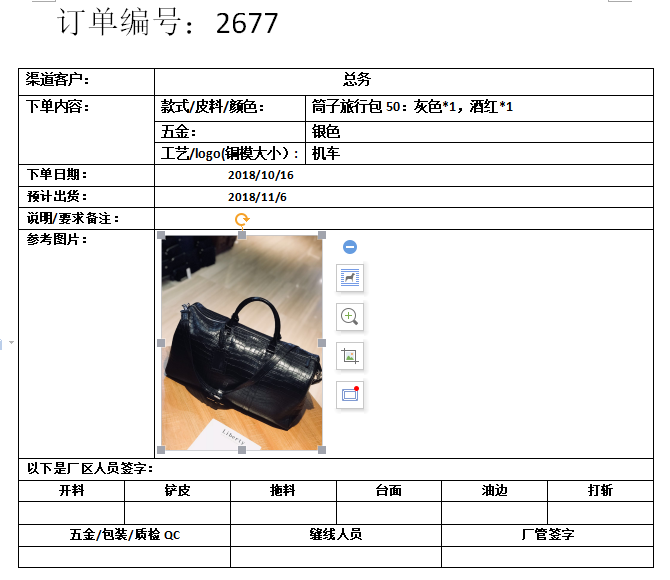 订单编号：2677
渠道客户： 总务
下单内容： 款式/皮料/颜色： 筒子旅行包 50：灰色*1，酒红*1
五金： 银色
工艺/logo(铜模大小）： 机车
下单日期： 2018/10/16
预计出货： 2018/11/6
说明/要求备注：
参考图片：
Liberty
以下是厂区人员签字：
开料 铲皮 拖料 台面 油边 打斩
五金/包装/质检 QC 缝线人员 厂管签字